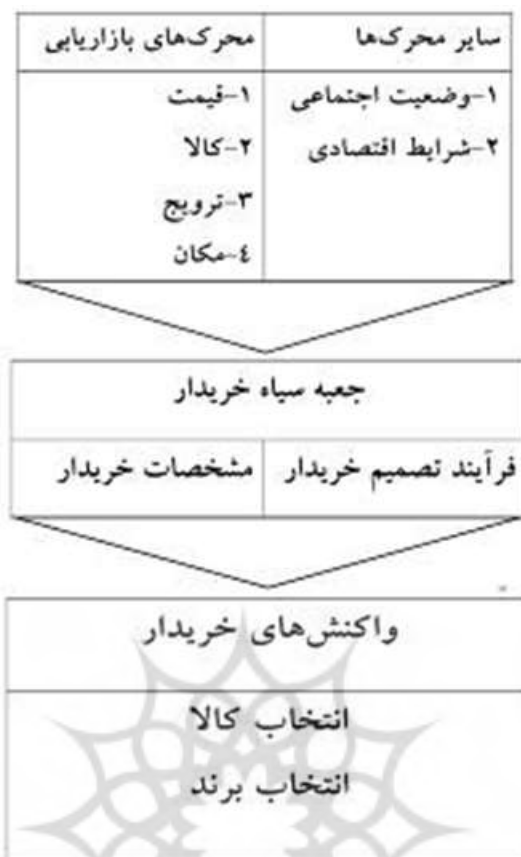 سایر محرک‌ها
محرک‌های بازاریابی
۱-وضعیت اجتماعی
۲-شرایط اقتصادی
۱-قیمت
۲-کالا
۳-ترویج
٤-مکان
جعبه سیاه خریدار
فرآیند تصمیم خریدار
مشخصات خریدار
واکنش‌های خریدار
انتخاب کالا
انتخاب برند